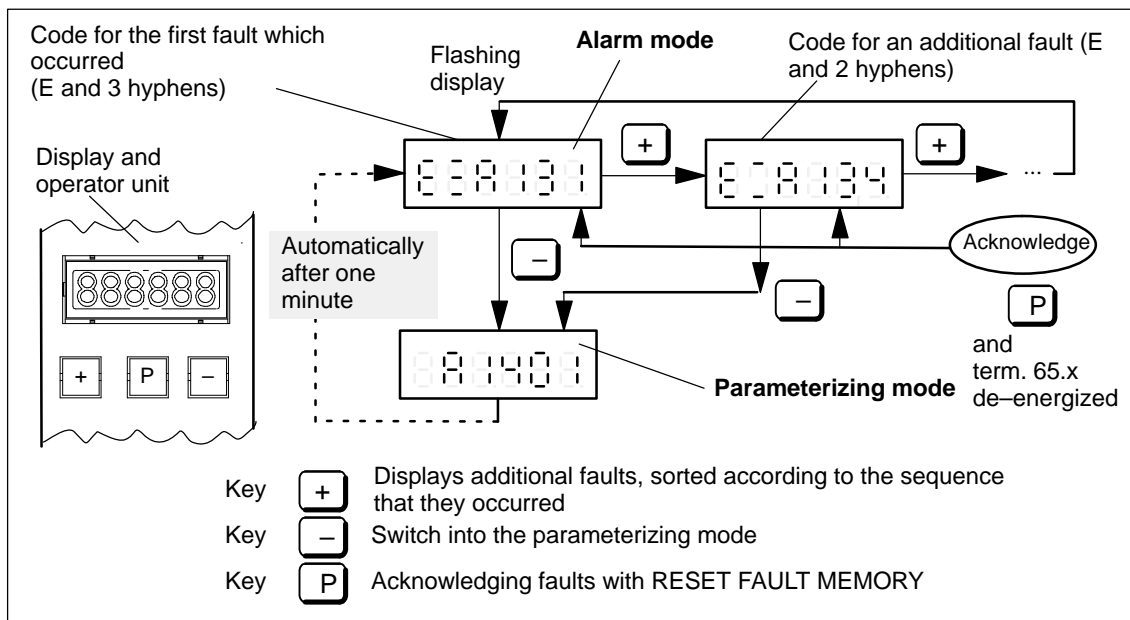 Code for the first fault which
occurred
(E and 3 hyphens)
Flashing
display
Alarm mode
Code for an additional fault (E
and 2 hyphens)
E≡A131
+
E_A134
+
...
Display and
operator unit
Automatically
after one
minute
–
–
Acknowledge
P
and
term. 65.x
de–energized
888888
+ P –
A1401
Parameterizing mode
Key + Displays additional faults, sorted according to the sequence
that they occurred
Key – Switch into the parameterizing mode
Key P Acknowledging faults with RESET FAULT MEMORY